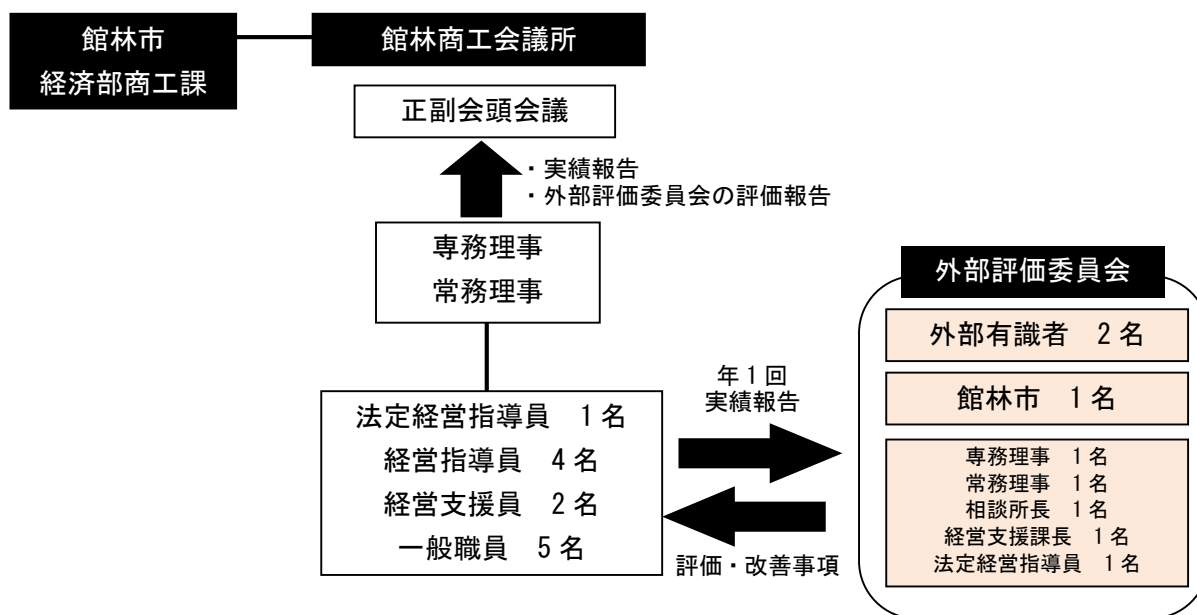 館林市
経済部商工課
館林商工会議所
正副会頭会議
・実績報告
・外部評価委員会の評価報告
専務理事
常務理事
法定経営指導員　1名
経営指導員　4名
経営支援員　2名
一般職員　5名
年1回
実績報告
評価・改善事項
外部評価委員会
外部有識者　2名
館林市　1名
専務理事　1名
常務理事　1名
相談所長　1名
経営支援課長　1名
法定経営指導員　1名